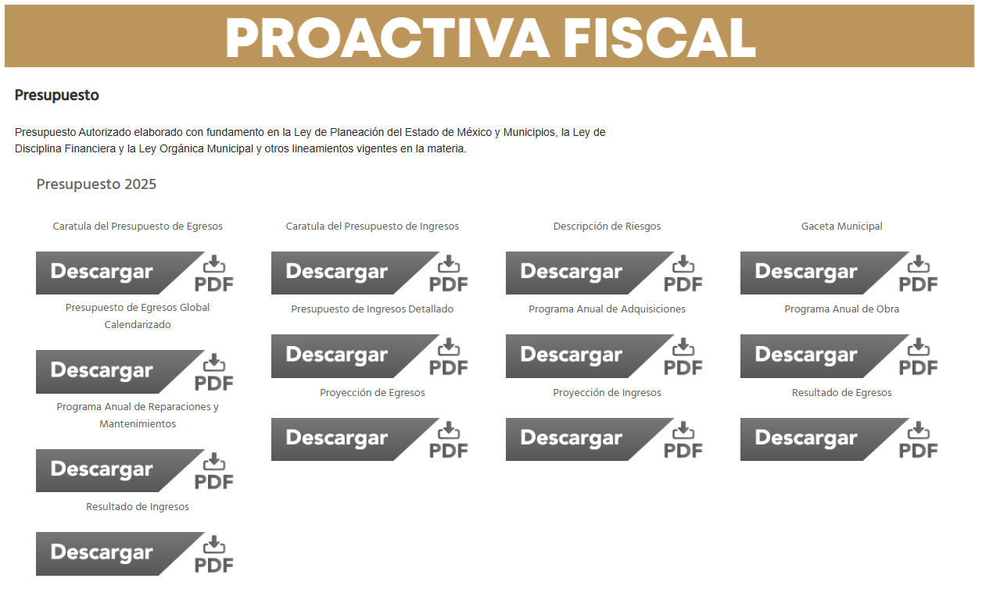 PROACTIVA FISCAL
Presupuesto
Presupuesto Autorizado elaborado con fundamento en la Ley de Planeación del Estado de México y Municipios, la Ley de
Disciplina Financiera y la Ley Orgánica Municipal y otros lineamientos vigentes en la materia.
Presupuesto 2025
Caratula del Presupuesto de Egresos
Descargar PDF
Caratula del Presupuesto de Ingresos
Descargar PDF
Descripción de Riesgos
Descargar PDF
Gaceta Municipal
Descargar PDF
Presupuesto de Egresos Global
Calendarizado
Descargar PDF
Presupuesto de Ingresos Detallado
Descargar PDF
Programa Anual de Adquisiciones
Descargar PDF
Programa Anual de Obra
Descargar PDF
Programa Anual de Reparaciones y
Mantenimientos
Descargar PDF
Proyección de Egresos
Descargar PDF
Proyección de Ingresos
Descargar PDF
Resultado de Egresos
Descargar PDF
Resultado de Ingresos
Descargar PDF